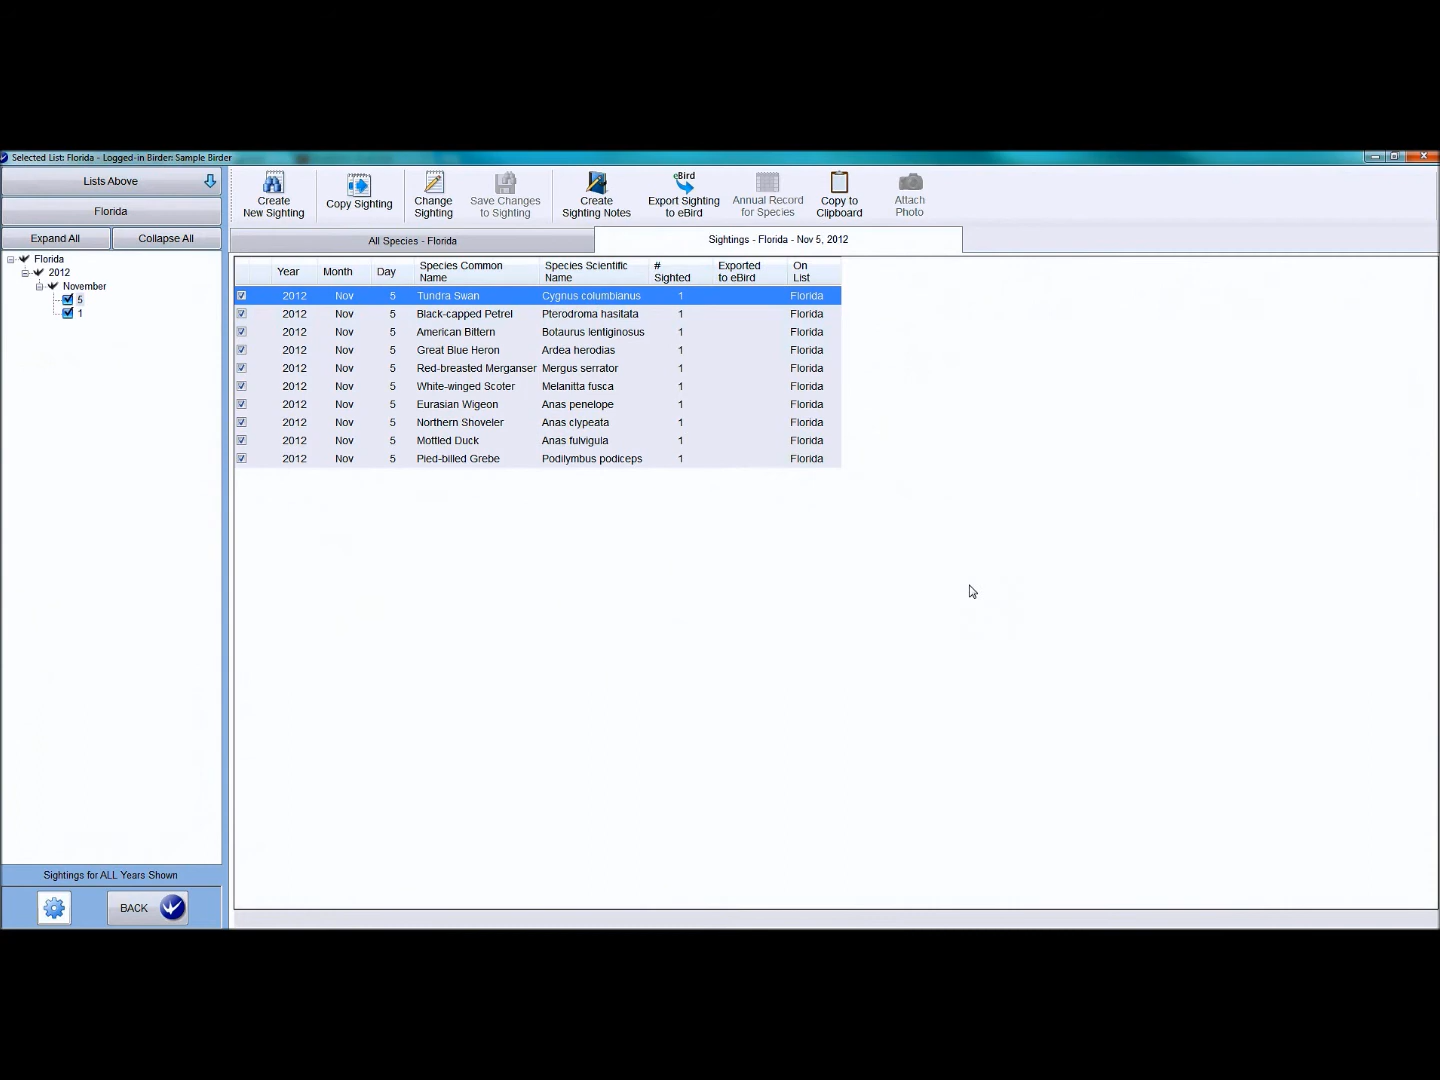 Selected List: Florida - Logged-in Birder: Sample Birder
Lists Above
Florida
Expand All Collapse All
Florida
2012
November
5
1
Sightings for ALL Years Shown
BACK
Create New Sighting
Copy Sighting
Change Sighting
Save Changes to Sighting
Create Sighting Notes
eBird
Export Sighting to eBird
Annual Record for Species
Copy to Clipboard
Attach Photo
All Species - Florida
Sightings - Florida - Nov 5, 2012
Year Month Day Species Common Name Species Scientific Name # Sighted Exported to eBird On List
2012 Nov 5 Tundra Swan Cygnus columbianus 1 Florida
2012 Nov 5 Black-capped Petrel Pterodroma hasitata 1 Florida
2012 Nov 5 American Bittern Botaurus lentiginosus 1 Florida
2012 Nov 5 Great Blue Heron Ardea herodias 1 Florida
2012 Nov 5 Red-breasted Merganser Mergus serrator 1 Florida
2012 Nov 5 White-winged Scoter Melanitta fusca 1 Florida
2012 Nov 5 Eurasian Wigeon Anas penelope 1 Florida
2012 Nov 5 Northern Shoveler Anas clypeata 1 Florida
2012 Nov 5 Mottled Duck Anas fulvigula 1 Florida
2012 Nov 5 Pied-billed Grebe Podilymbus podiceps 1 Florida